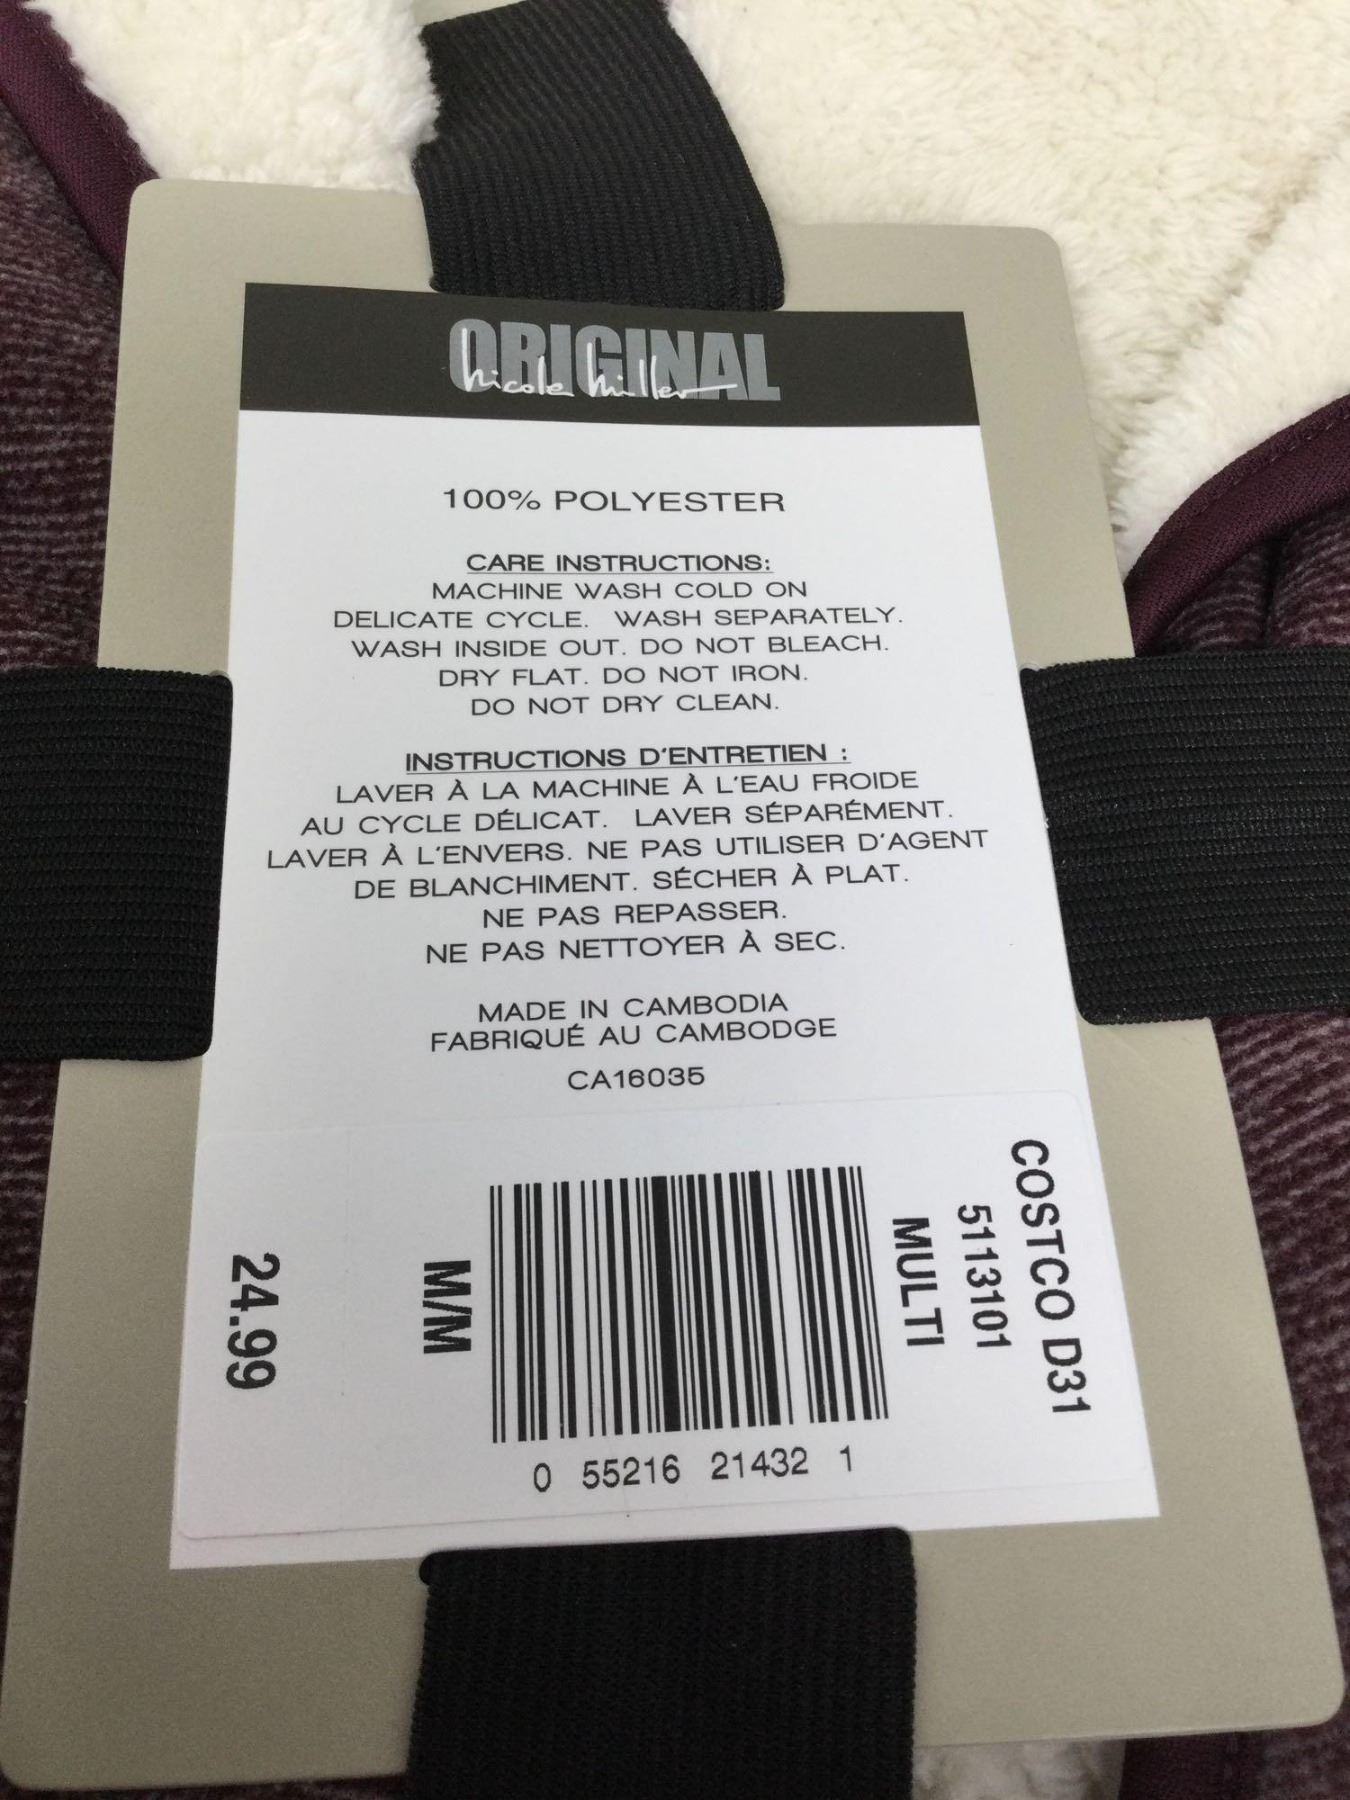 ORIGINAL
nicole miller
100% POLYESTER
CARE INSTRUCTIONS:
MACHINE WASH COLD ON
DELICATE CYCLE. WASH SEPARATELY.
WASH INSIDE OUT. DO NOT BLEACH.
DRY FLAT. DO NOT IRON.
DO NOT DRY CLEAN.
INSTRUCTIONS D'ENTRETIEN :
LAVER À LA MACHINE À L'EAU FROIDE
AU CYCLE DÉLICAT. LAVER SÉPARÉMENT.
LAVER À L'ENVERS. NE PAS UTILISER D'AGENT
DE BLANCHIMENT. SÉCHER À PLAT.
NE PAS REPASSER.
NE PAS NETTOYER À SEC.
MADE IN CAMBODIA
FABRIQUÉ AU CAMBODGE
CA16035
COSTCO D31
5113101
MULTI
0 55216 21432 1
M/M
24.99